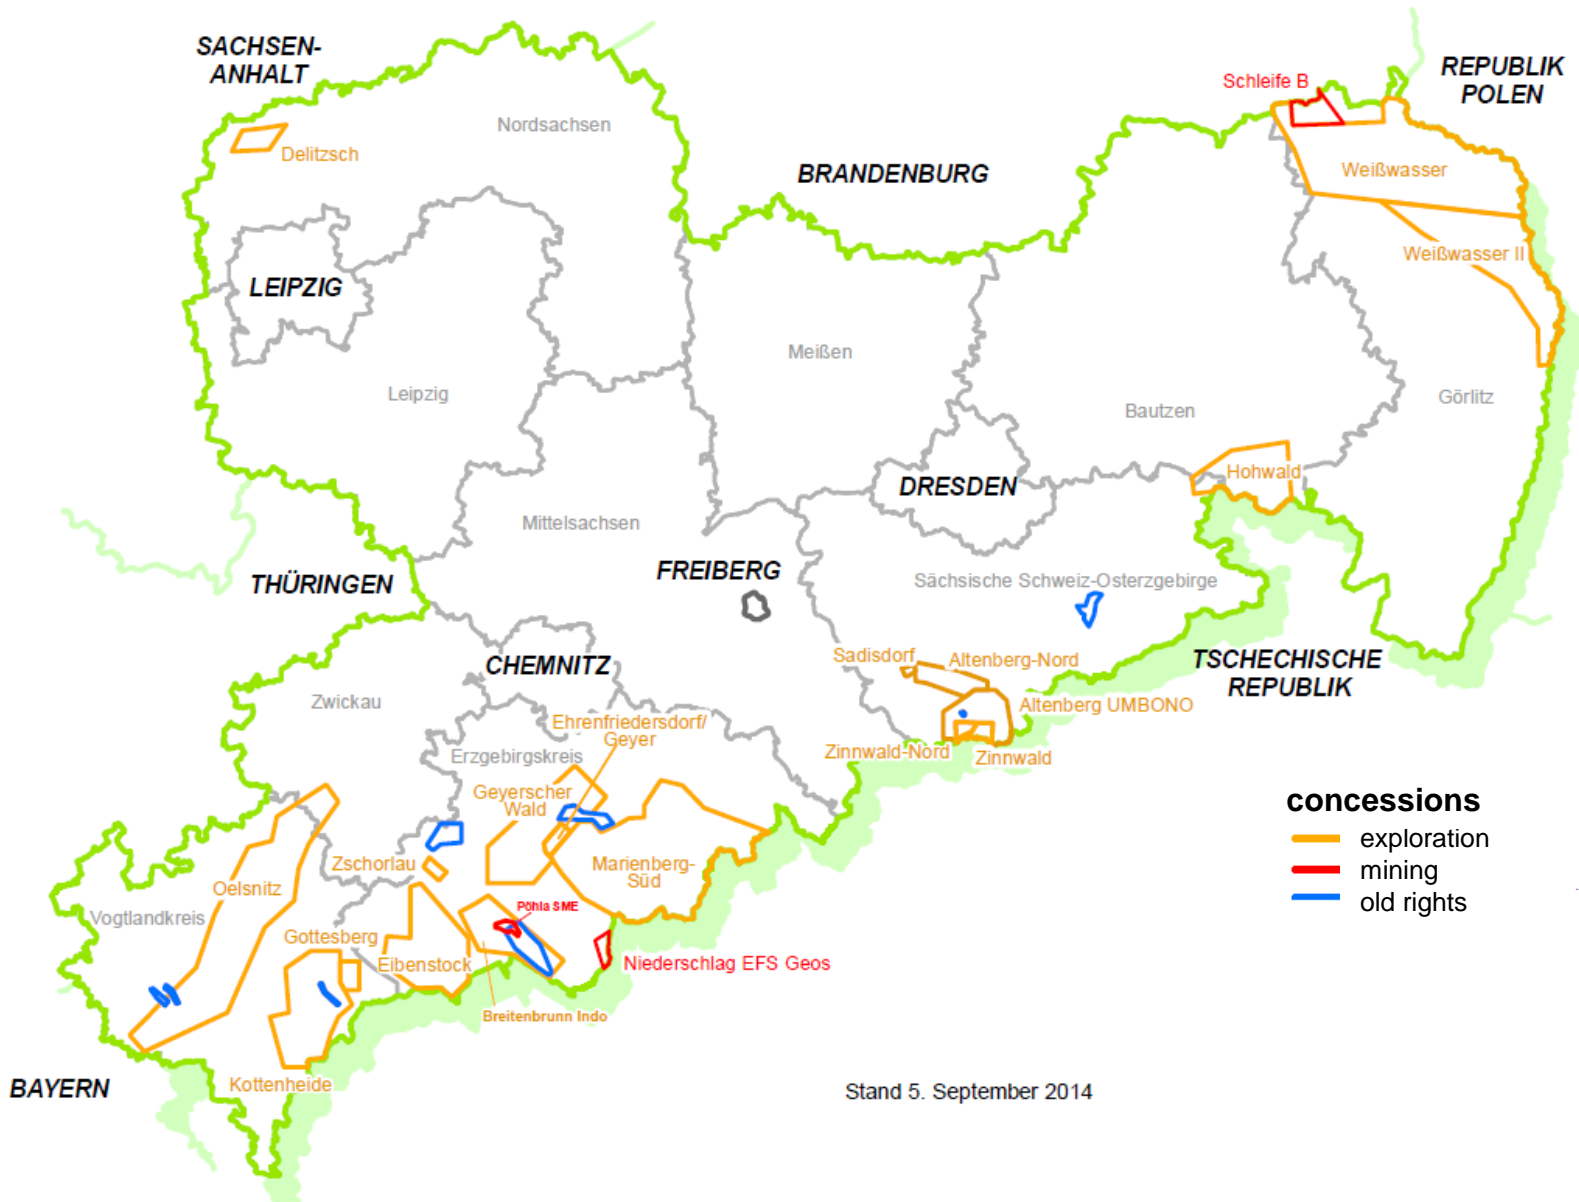 SACHSEN-
ANHALT
REPUBLIK
POLEN
Schleife B
Nordsachsen
Delitzsch
BRANDENBURG
Weißwasser
Weißwasser II
LEIPZIG
Meißen
Leipzig
Bautzen
Görlitz
Hohwald
DRESDEN
Mittelsachsen
FREIBERG
THÜRINGEN
Sächsische Schweiz-Osterzgebirge
Sadisdorf
Altenberg-Nord
TSCHECHISCHE
REPUBLIK
CHEMNITZ
Zwickau
Altenberg UMBONO
Ehrenfriedersdorf/
Geyer
Zinnwald-Nord
Zinnwald
Erzgebirgskreis
Geyerscher
Wald
concessions
exploration
mining
old rights
Zschorlau
Marienberg-
Süd
Oelsnitz
Vogtlandkreis
Pöhla SME
Gottesberg
Eibenstock
Niederschlag EFS Geos
Breitenbrunn Indo
Kottenheide
BAYERN
Stand 5. September 2014